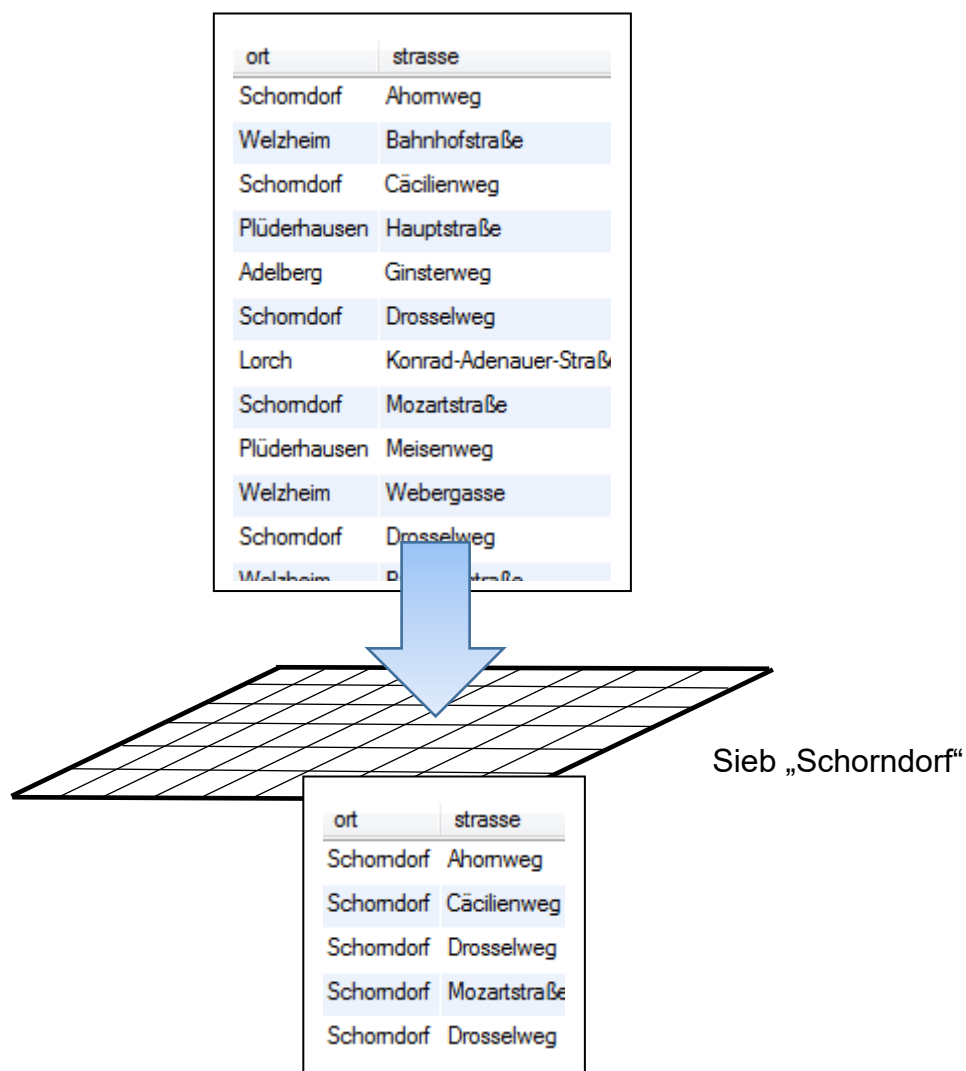 ort strasse
Schorndorf Ahornweg
Welzheim Bahnhofstraße
Schorndorf Cäcilienweg
Plüderhausen Hauptstraße
Adelberg Ginsterweg
Schorndorf Drosselweg
Lorch Konrad-Adenauer-Straß
Schorndorf Mozartstraße
Plüderhausen Meisenweg
Welzheim Webergasse
Schorndorf Drosselweg
Welzheim
Sieb „Schorndorf“
ort strasse
Schorndorf Ahornweg
Schorndorf Cäcilienweg
Schorndorf Drosselweg
Schorndorf Mozartstraße
Schorndorf Drosselweg